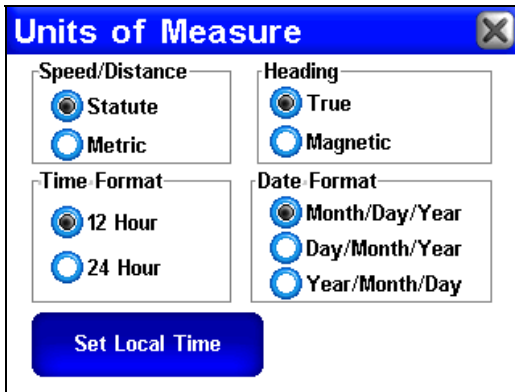 Units of Measure
Speed/Distance
Statute
Metric
Heading
True
Magnetic
Time Format
12 Hour
24 Hour
Date Format
Month/Day/Year
Day/Month/Year
Year/Month/Day
Set Local Time